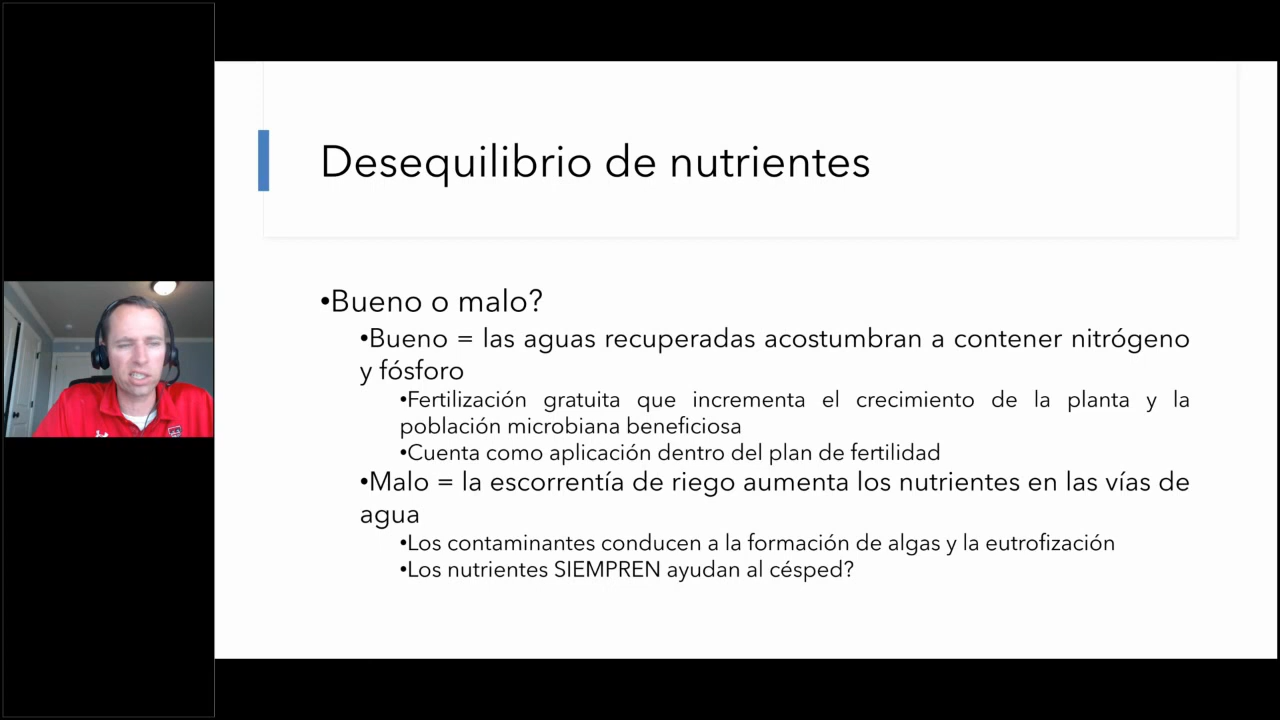 Desequilibrio de nutrientes
•Bueno o malo?
•Bueno = las aguas recuperadas acostumbran a contener nitrógeno
y fósforo
•Fertilización gratuita que incrementa el crecimiento de la planta y la
población microbiana beneficiosa
•Cuenta como aplicación dentro del plan de fertilidad
•Malo = la escorrentía de riego aumenta los nutrientes en las vías de
agua
•Los contaminantes conducen a la formación de algas y la eutrofización
•Los nutrientes SIEMPREN ayudan al césped?